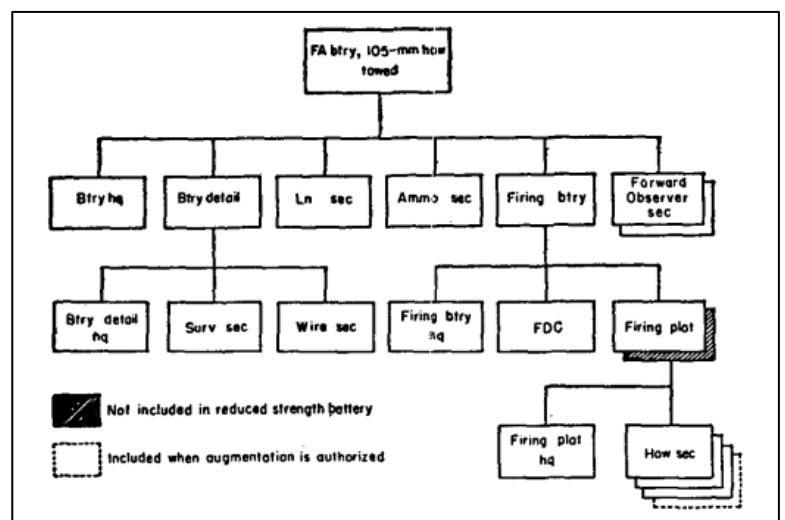 FA btry, 105-mm how
towed
Btry hq
Btry detail
Ln sec
Ammo sec
Firing btry
Forward
Observer
sec
Btry detail
hq
Surv sec
Wire sec
Firing btry
hq
FDC
Firing plat
Not included in reduced strength battery
Included when augmentation is authorized
Firing plat
hq
How sec